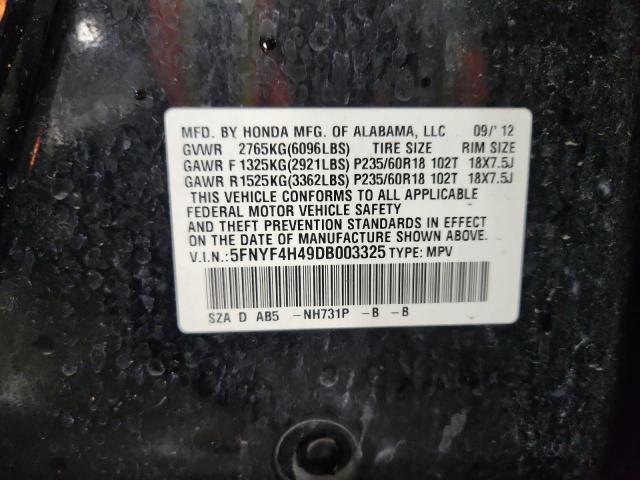 MFD. BY HONDA MFG. OF ALABAMA, LLC 09/'12
GVWR 2765KG(6096LBS) TIRE SIZE RIM SIZE
GAWR F 1325KG(2921LBS) P235/60R18 102T 18X7.5J
GAWR R 1525KG(3362LBS) P235/60R18 102T 18X7.5J
THIS VEHICLE CONFORMS TO ALL APPLICABLE
FEDERAL MOTOR VEHICLE SAFETY
AND THEFT PREVENTION STANDARDS IN EFFECT
ON THE DATE OF MANUFACTURE SHOWN ABOVE.
V.I.N.:5FNYF4H49DB003325 TYPE: MPV
SZA D AB5 -NH731P -B -B